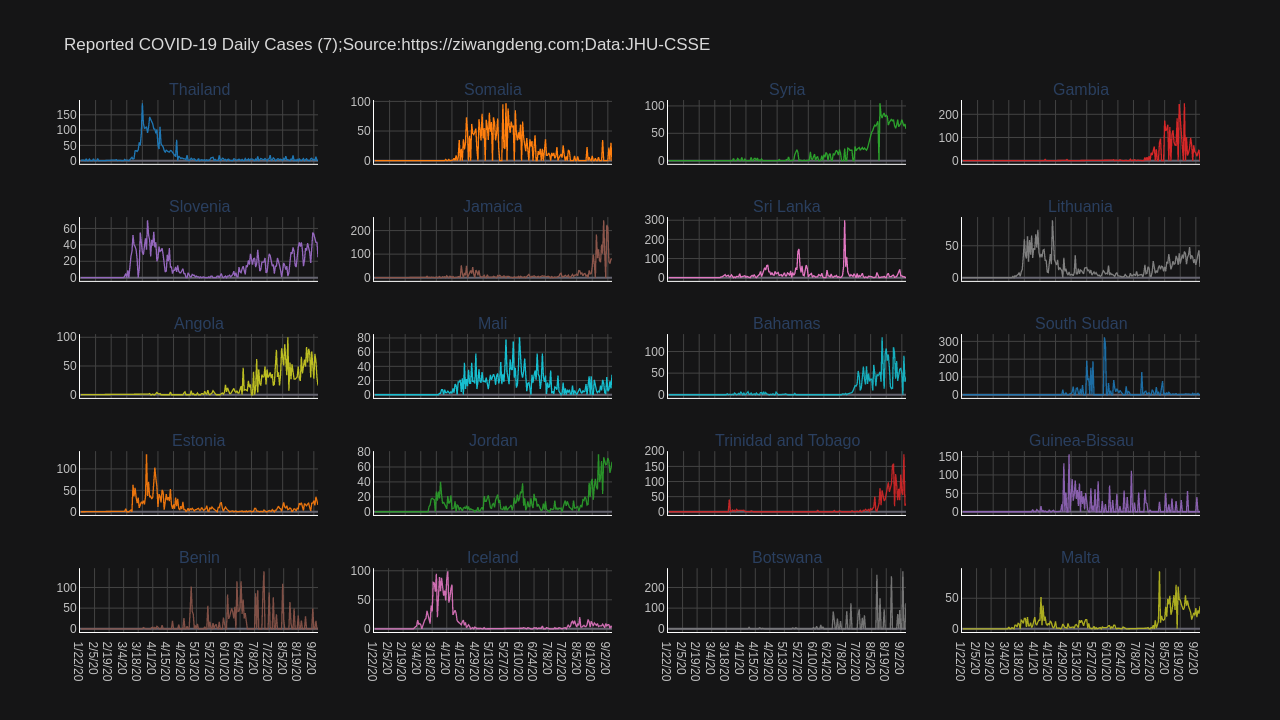 Reported COVID-19 Daily Cases (7);Source:https://ziwangdeng.com;Data:JHU-CSSE
Thailand
150
100
50
0
Somalia
100
50
0
Syria
100
50
0
Gambia
200
100
0
Slovenia
60
40
20
0
Jamaica
200
100
0
Sri Lanka
300
200
100
0
Lithuania
50
0
Angola
100
50
0
Mali
80
60
40
20
0
Bahamas
100
50
0
South Sudan
300
200
100
0
Estonia
100
50
0
Jordan
80
60
40
20
0
Trinidad and Tobago
200
150
100
50
0
Guinea-Bissau
150
100
50
0
Benin
100
50
0
Iceland
100
50
0
Botswana
200
100
0
Malta
50
0
1/22/20 2/5/20 2/19/20 3/4/20 3/18/20 4/1/20 4/15/20 4/29/20 5/13/20 5/27/20 6/10/20 6/24/20 7/8/20 7/22/20 8/5/20 8/19/20 9/2/20
1/22/20 2/5/20 2/19/20 3/4/20 3/18/20 4/1/20 4/15/20 4/29/20 5/13/20 5/27/20 6/10/20 6/24/20 7/8/20 7/22/20 8/5/20 8/19/20 9/2/20
1/22/20 2/5/20 2/19/20 3/4/20 3/18/20 4/1/20 4/15/20 4/29/20 5/13/20 5/27/20 6/10/20 6/24/20 7/8/20 7/22/20 8/5/20 8/19/20 9/2/20
1/22/20 2/5/20 2/19/20 3/4/20 3/18/20 4/1/20 4/15/20 4/29/20 5/13/20 5/27/20 6/10/20 6/24/20 7/8/20 7/22/20 8/5/20 8/19/20 9/2/20